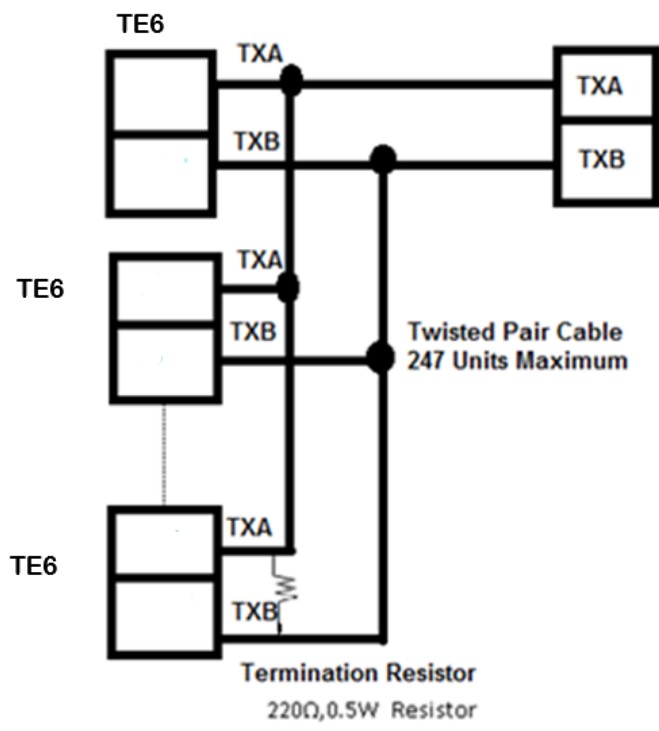 TE6
TXA
TXA
TXB
TXB
TXA
TE6
TXB
Twisted Pair Cable
247 Units Maximum
TXA
TE6
TXB
Termination Resistor
220Ω,0.5W Resistor